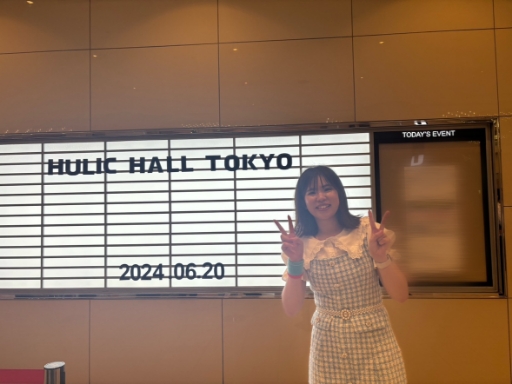 TODAY'S EVENT
HULIC HALL TOKYO
2024 06.20